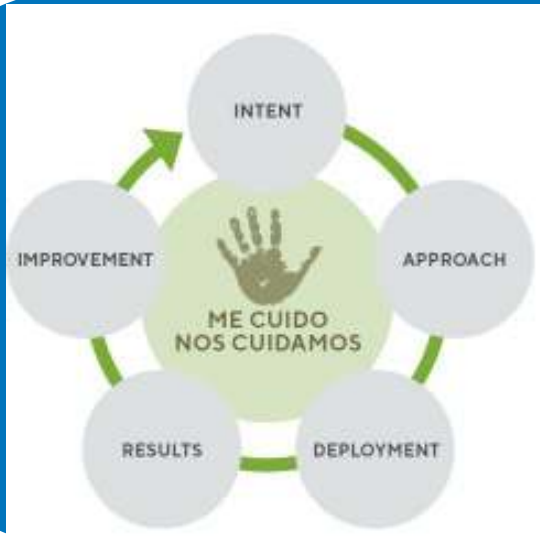 INTENT
APPROACH
DEPLOYMENT
RESULTS
IMPROVEMENT
ME CUIDO
NOS CUIDAMOS